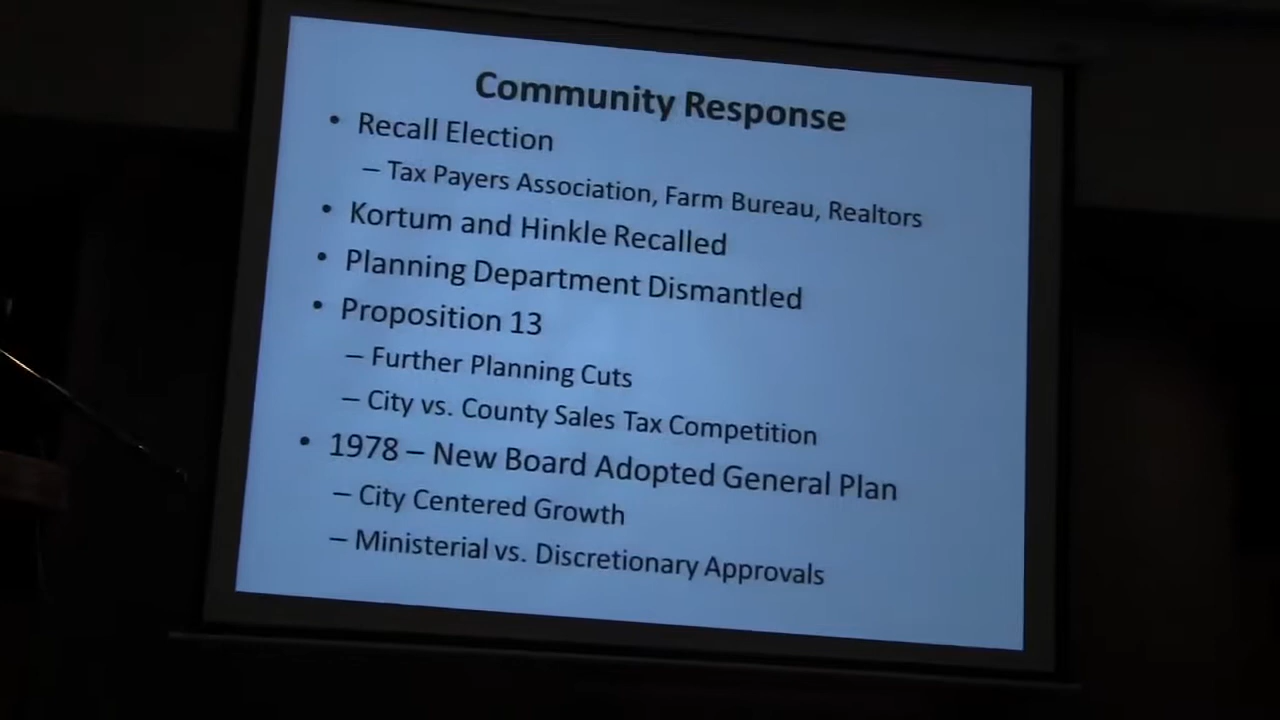 Community Response
• Recall Election
– Tax Payers Association, Farm Bureau, Realtors
• Kortum and Hinkle Recalled
• Planning Department Dismantled
• Proposition 13
– Further Planning Cuts
– City vs. County Sales Tax Competition
• 1978 – New Board Adopted General Plan
– City Centered Growth
– Ministerial vs. Discretionary Approvals